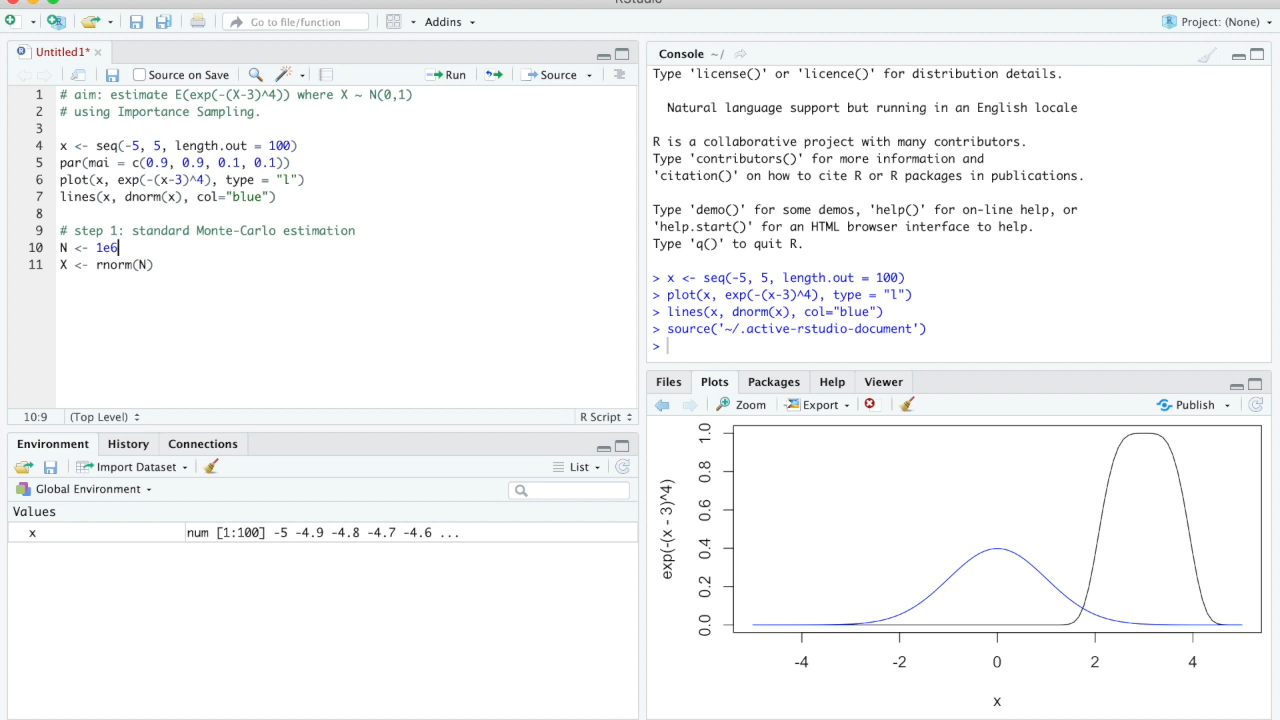 RStudio
Go to file/function
Addins
Project: (None)
Untitled1*
Source on Save
Run
Source
1 # aim: estimate E(exp(-(X-3)^4)) where X ~ N(0,1)
2 # using Importance Sampling.
3
4 x <- seq(-5, 5, length.out = 100)
5 par(mai = c(0.9, 0.9, 0.1, 0.1))
6 plot(x, exp(-(x-3)^4), type = "l")
7 lines(x, dnorm(x), col="blue")
8
9 # step 1: standard Monte-Carlo estimation
10 N <- 1e6
11 X <- rnorm(N)
10:9 (Top Level) R Script
Environment History Connections
Import Dataset List
Global Environment
Values
x num [1:100] -5 -4.9 -4.8 -4.7 -4.6 ...
Console ~/
Type 'license()' or 'licence()' for distribution details.
Natural language support but running in an English locale
R is a collaborative project with many contributors.
Type 'contributors()' for more information and
'citation()' on how to cite R or R packages in publications.
Type 'demo()' for some demos, 'help()' for on-line help, or
'help.start()' for an HTML browser interface to help.
Type 'q()' to quit R.
> x <- seq(-5, 5, length.out = 100)
> plot(x, exp(-(x-3)^4), type = "l")
> lines(x, dnorm(x), col="blue")
> source('~/.active-rstudio-document')
>
Files Plots Packages Help Viewer
Zoom Export Publish
exp(-(x - 3)^4)
1.0
0.8
0.6
0.4
0.2
0.0
-4 -2 0 2 4
x